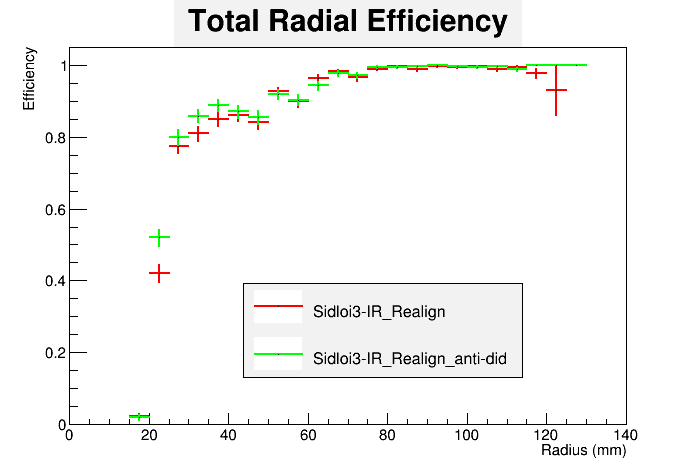 Total Radial Efficiency
Efficiency
1
0.8
0.6
0.4
0.2
0
Sidloi3-IR_Realign
Sidloi3-IR_Realign_anti-did
0 20 40 60 80 100 120 140
Radius (mm)